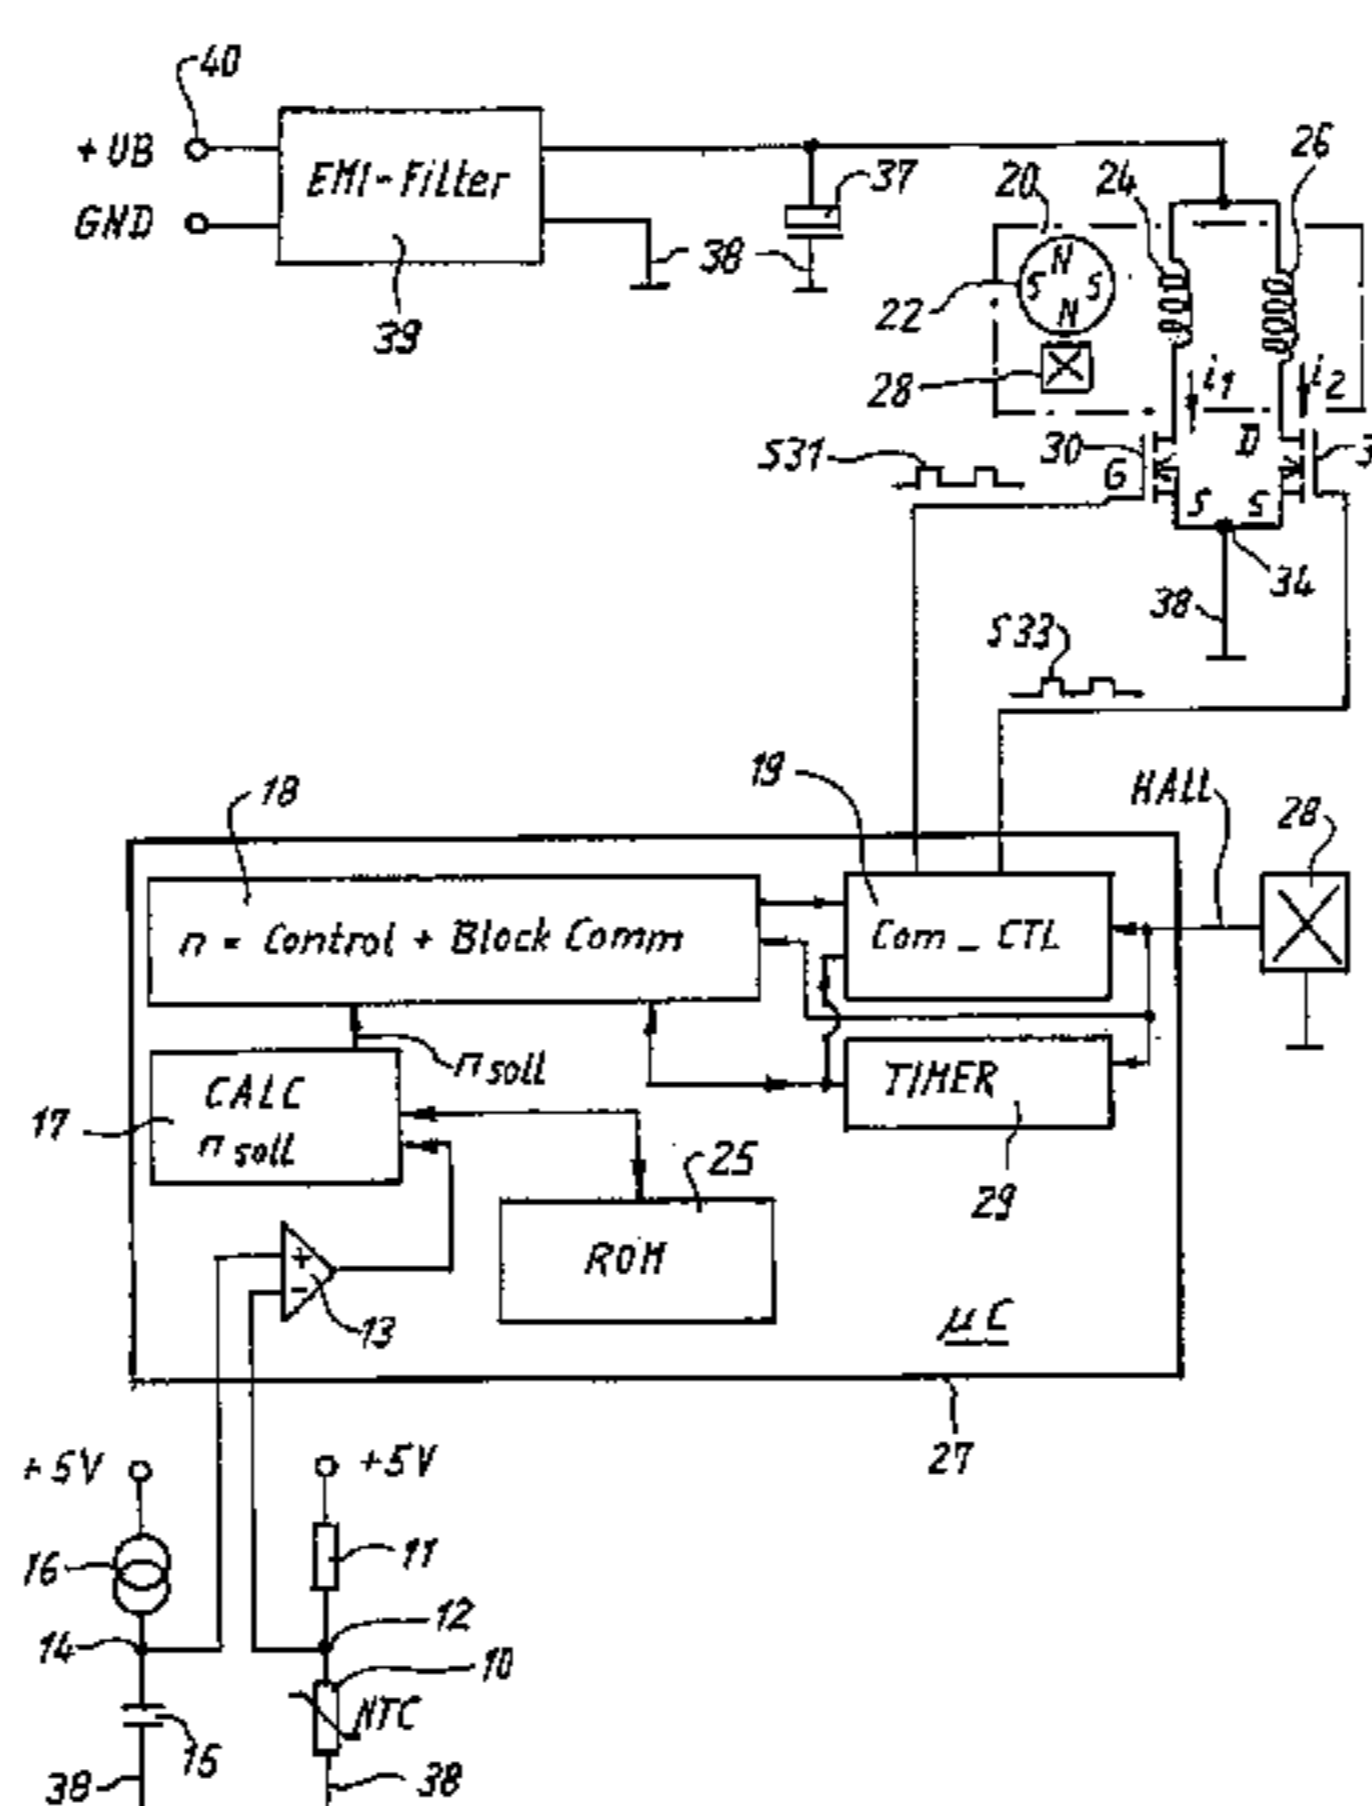 40
+UB
EMI-Filter
GND
39
38
37
20
24
26
N
S S
N
22
28
i1
i2
S31
30
G
D
S
S
34
38
S33
18
19
HALL
28
n = Control + Block Comm
Com_CTL
n soll
CALC
n soll
17
TIMER
25
29
ROM
+
-
13
µC
27
+5V
+5V
16
11
14
12
10
NTC
15
38
38